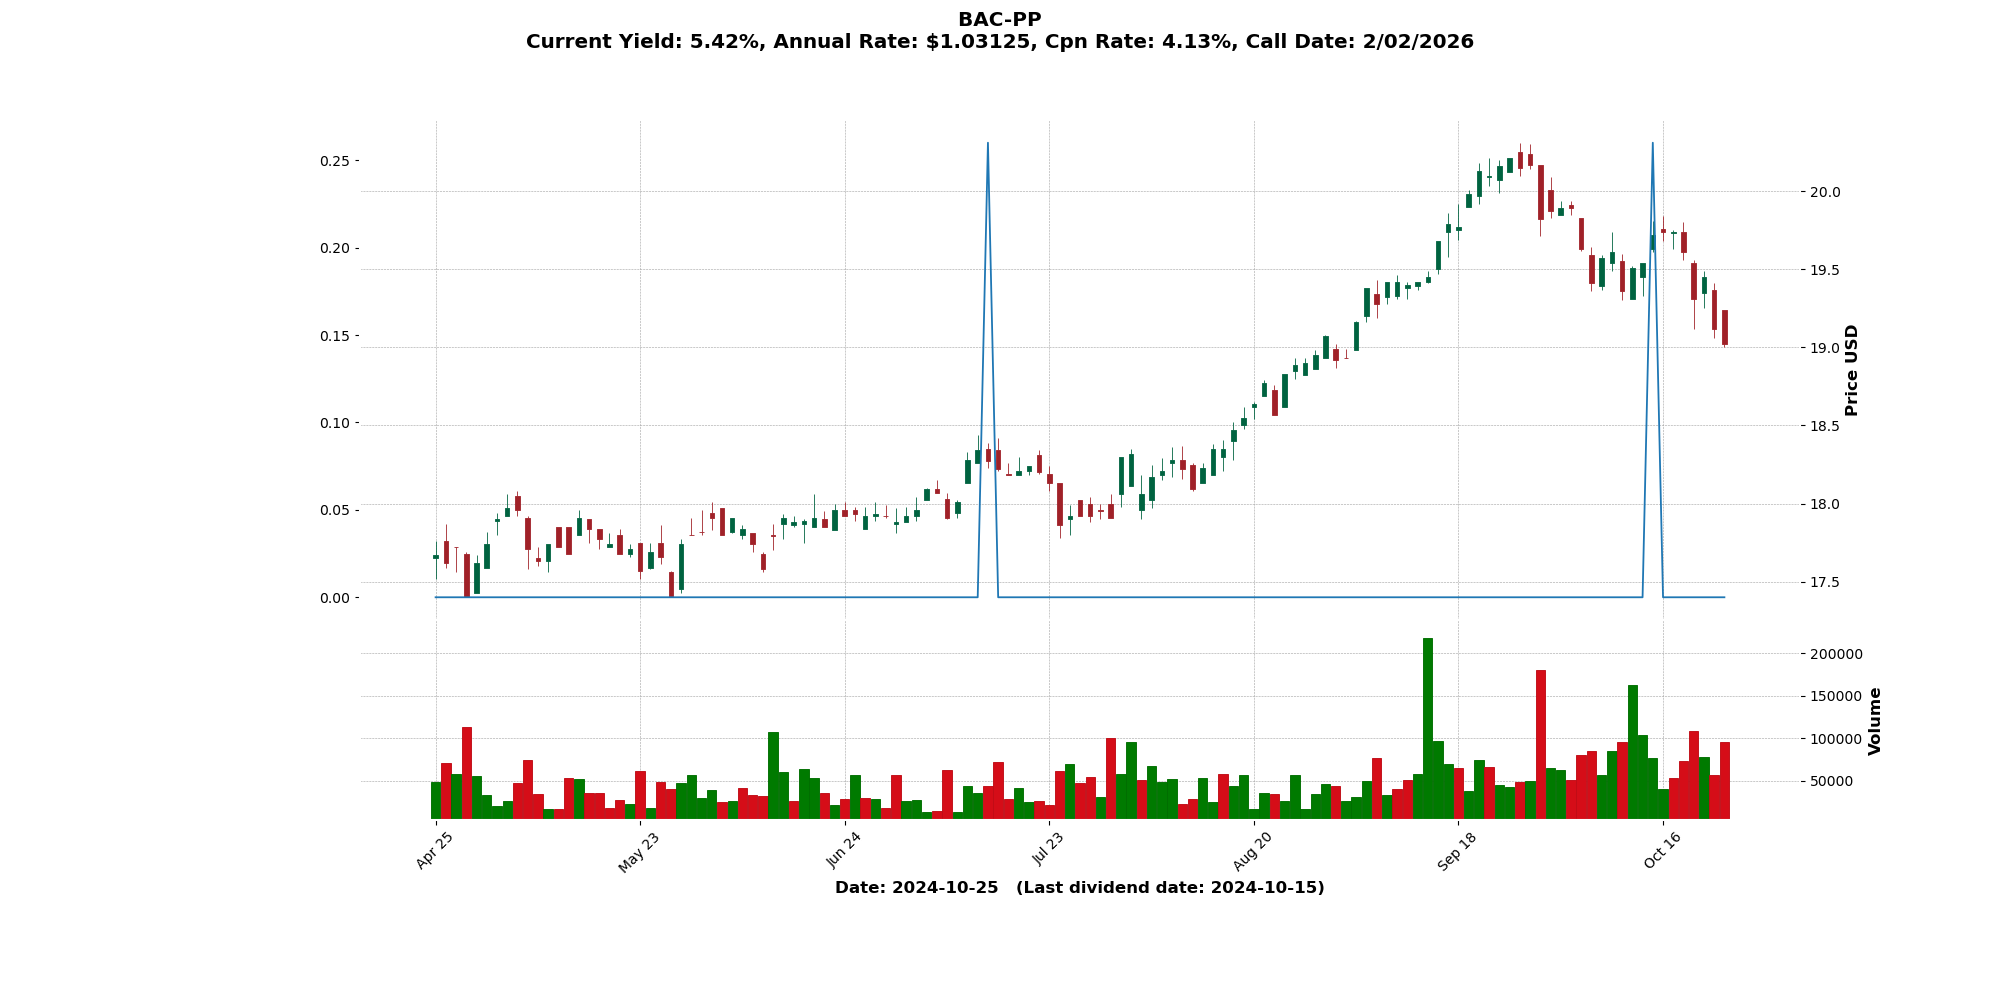 BAC-PP
Current Yield: 5.42%, Annual Rate: $1.03125, Cpn Rate: 4.13%, Call Date: 2/02/2026
0.25
0.20
0.15
0.10
0.05
0.00
20.0
19.5
19.0
18.5
18.0
17.5
Price USD
200000
150000
100000
50000
Volume
Apr 25
May 23
Jun 24
Jul 23
Aug 20
Sep 18
Oct 16
Date: 2024-10-25 (Last dividend date: 2024-10-15)